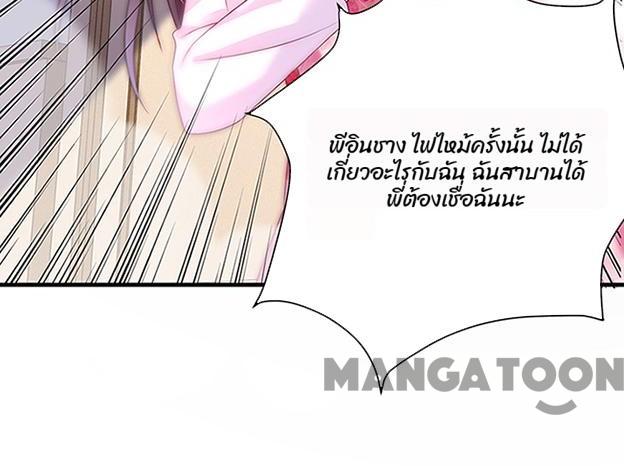 พี่อินชาง ไฟไหม้ครั้งนั้น ไม่ได้
เกี่ยวอะไรกับฉัน ฉันสาบานได้
พี่ต้องเชื่อฉันนะ
MANGATOON